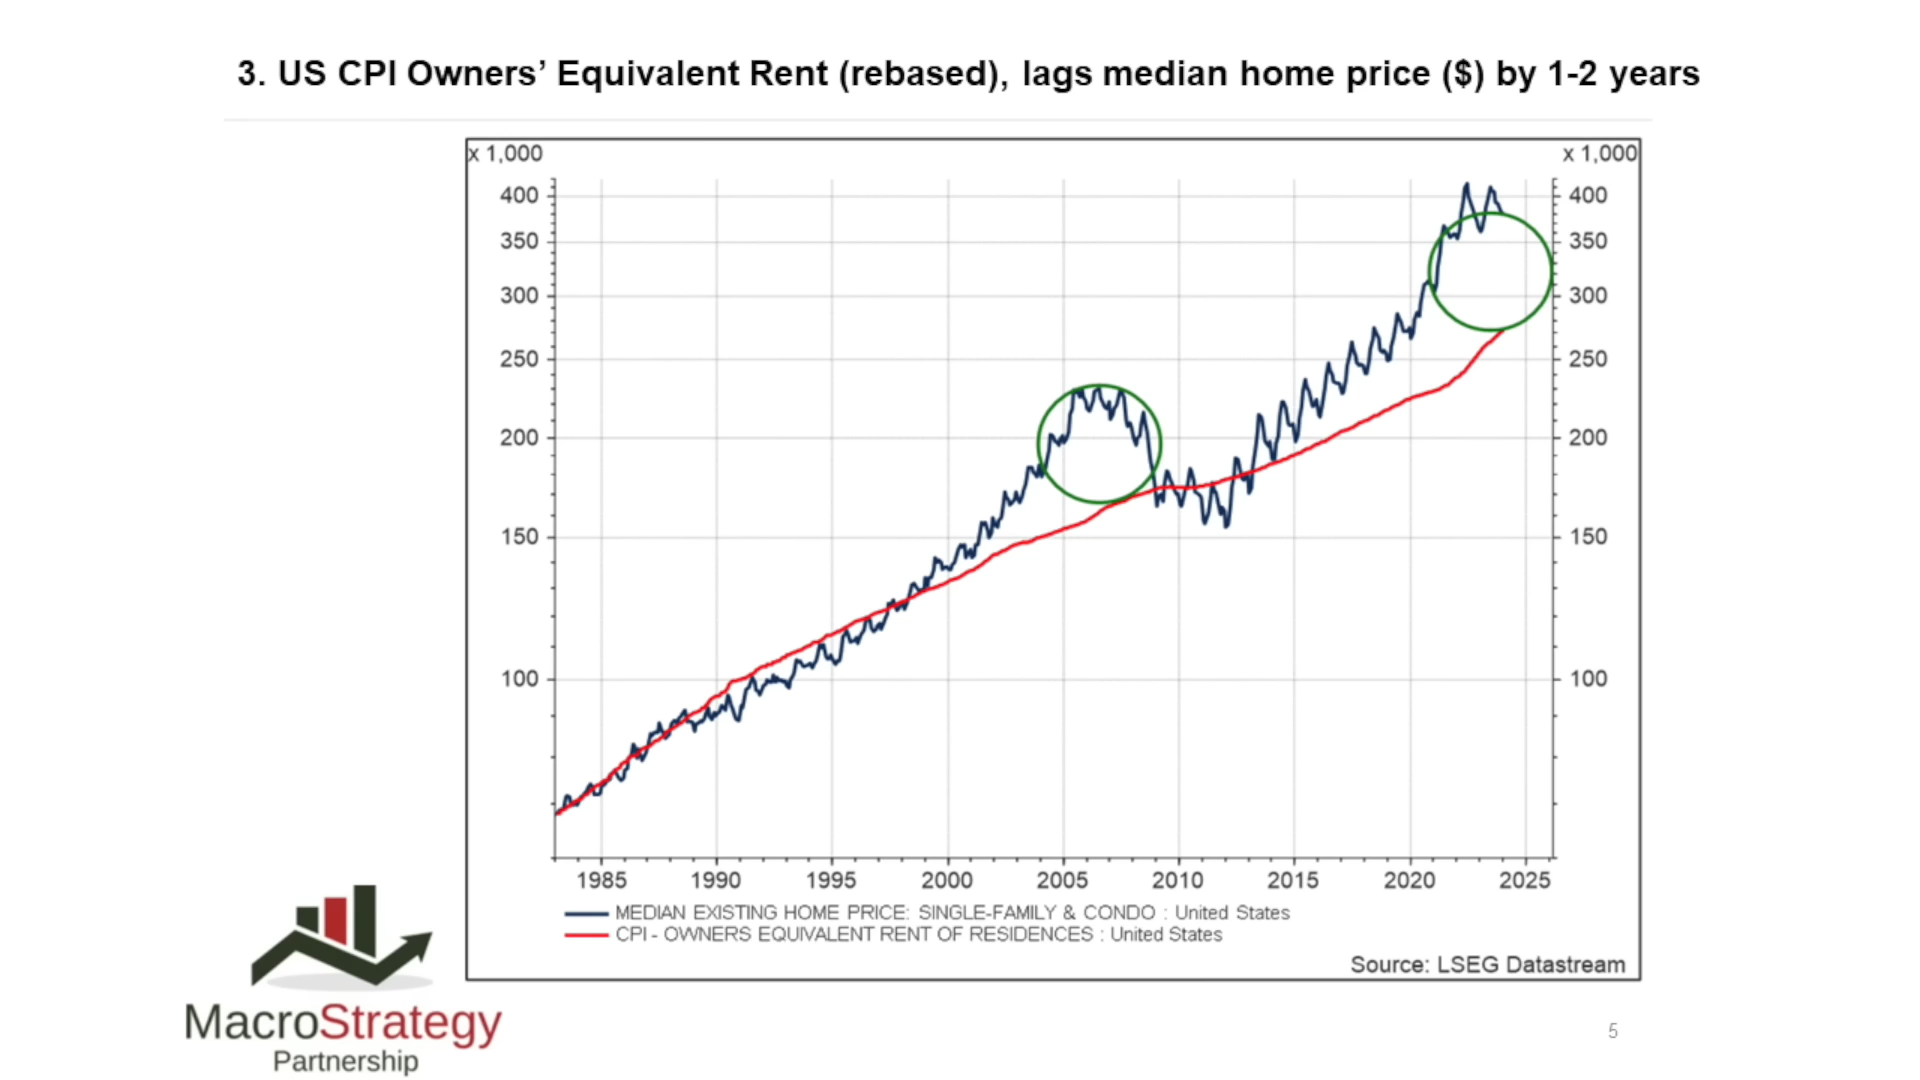 3. US CPI Owners’ Equivalent Rent (rebased), lags median home price ($) by 1-2 years
x 1,000 x 1,000
400 400
350 350
300 300
250 250
200 200
150 150
100 100
1985 1990 1995 2000 2005 2010 2015 2020 2025
MEDIAN EXISTING HOME PRICE: SINGLE-FAMILY & CONDO : United States
CPI - OWNERS EQUIVALENT RENT OF RESIDENCES : United States
Source: LSEG Datastream
MacroStrategy
Partnership
5